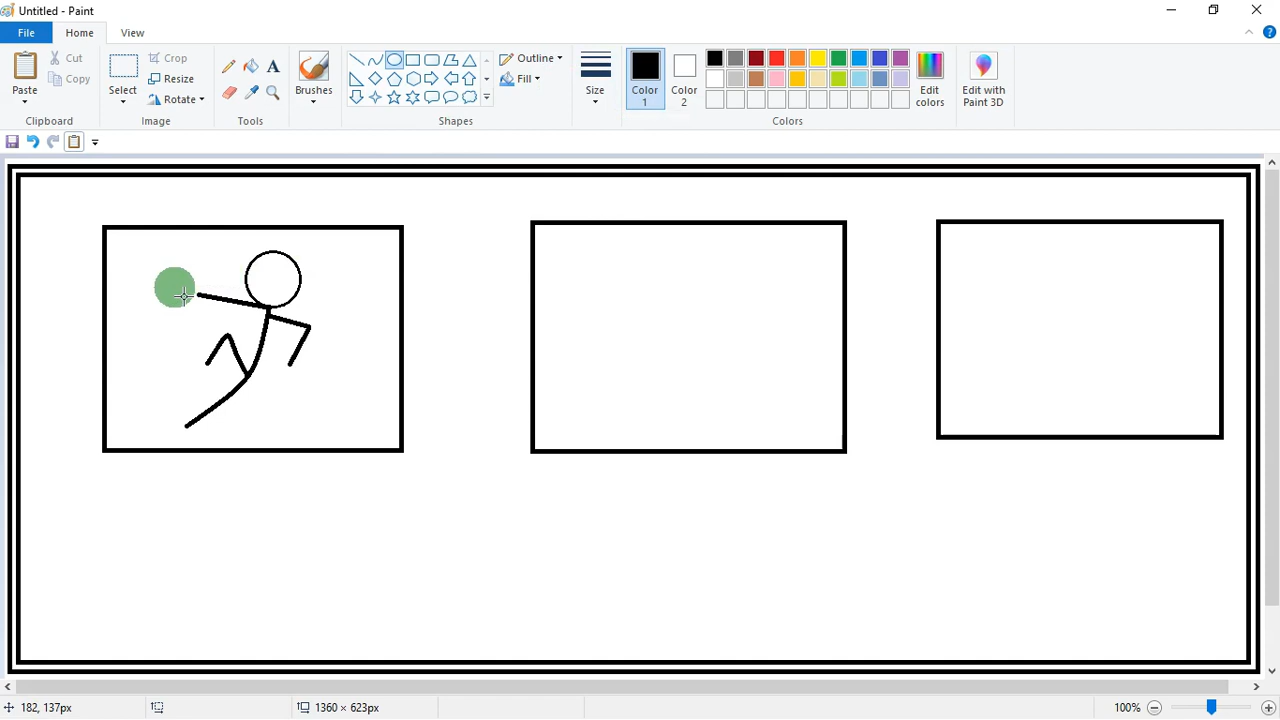 Untitled - Paint
File Home View
Paste Cut Copy Clipboard
Select Crop Resize Rotate Image
A Tools
Brushes
Outline Fill Shapes
Size
Color 1 Color 2 Edit colors Colors
Edit with Paint 3D
182, 137px 1360 × 623px 100%